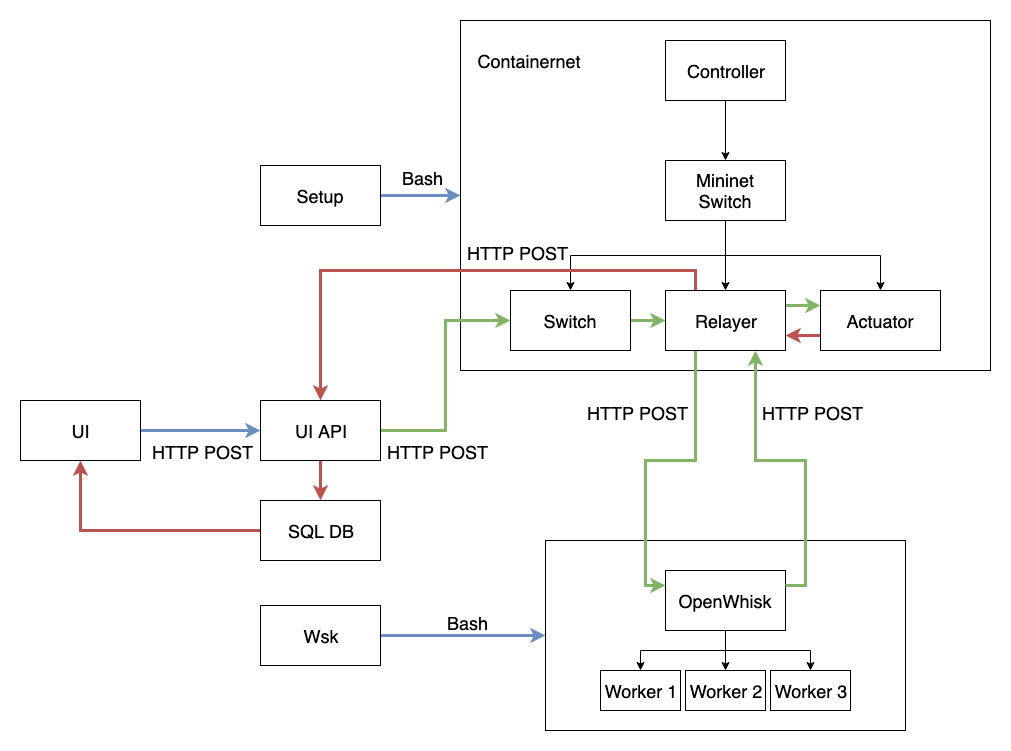 Containernet
Controller
Mininet
Switch
Setup
Bash
HTTP POST
Switch
Relayer
Actuator
UI
HTTP POST
UI API
HTTP POST
HTTP POST
HTTP POST
SQL DB
Wsk
Bash
OpenWhisk
Worker 1
Worker 2
Worker 3